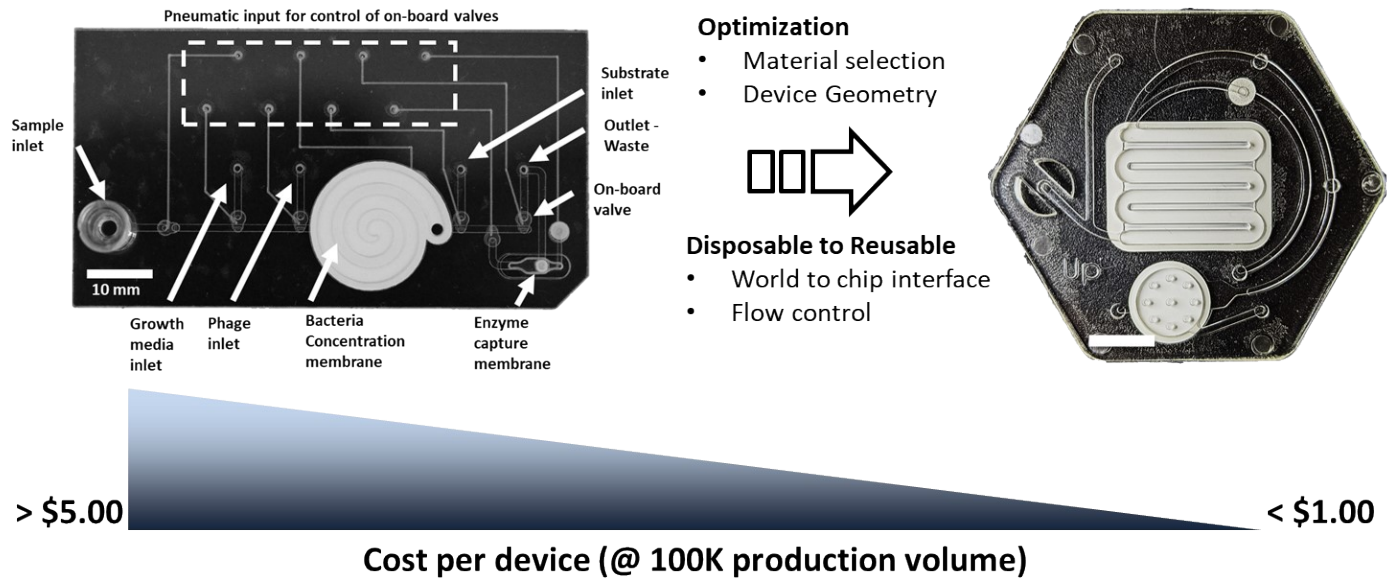 Pneumatic input for control of on-board valves
Sample
inlet
Substrate
inlet
Outlet -
Waste
On-board
valve
10 mm
Growth
media
inlet
Phage
inlet
Bacteria
Concentration
membrane
Enzyme
capture
membrane
Optimization
• Material selection
• Device Geometry
Disposable to Reusable
• World to chip interface
• Flow control
UP
> $5.00
< $1.00
Cost per device (@ 100K production volume)